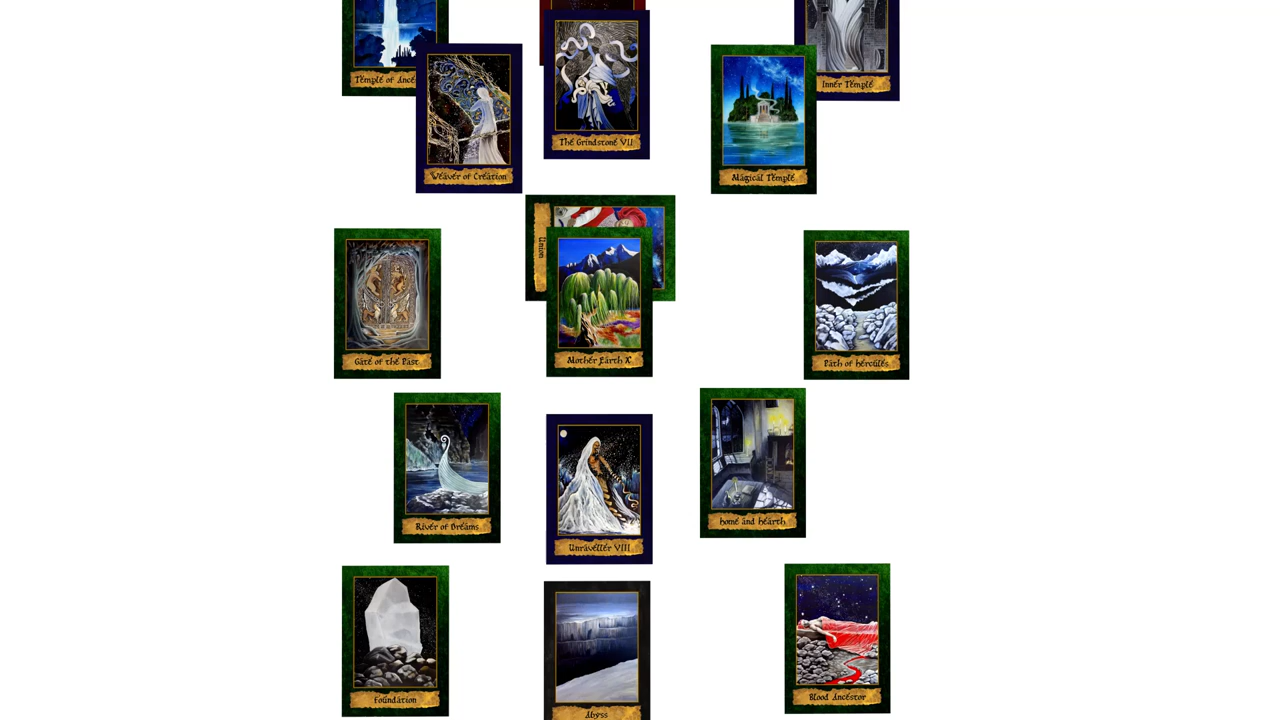 Temple of Ance
Inner Temple
The Grindstone VII
Weaver of Creation
Magical Temple
Union
Gate of the Past
Mother Earth X
Path of hercules
River of Dreams
home and hearth
Unraveller VIII
Foundation
Blood Ancestor
Abyss